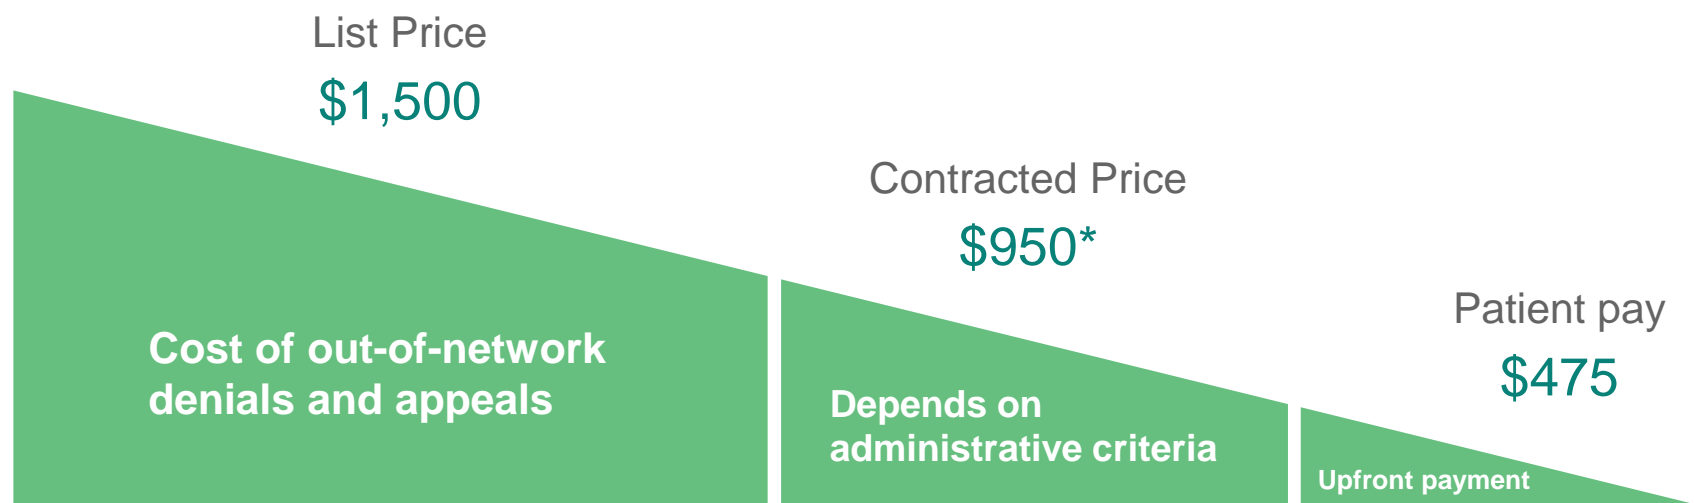 List Price
$1,500
Cost of out-of-network
denials and appeals
Contracted Price
$950*
Depends on
administrative criteria
Patient pay
$475
Upfront payment